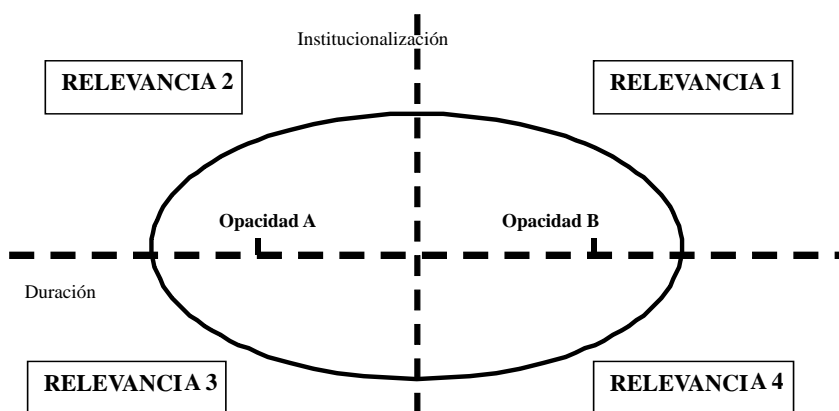 Institucionalización
RELEVANCIA 2
RELEVANCIA 1
Opacidad A
Opacidad B
Duración
RELEVANCIA 3
RELEVANCIA 4